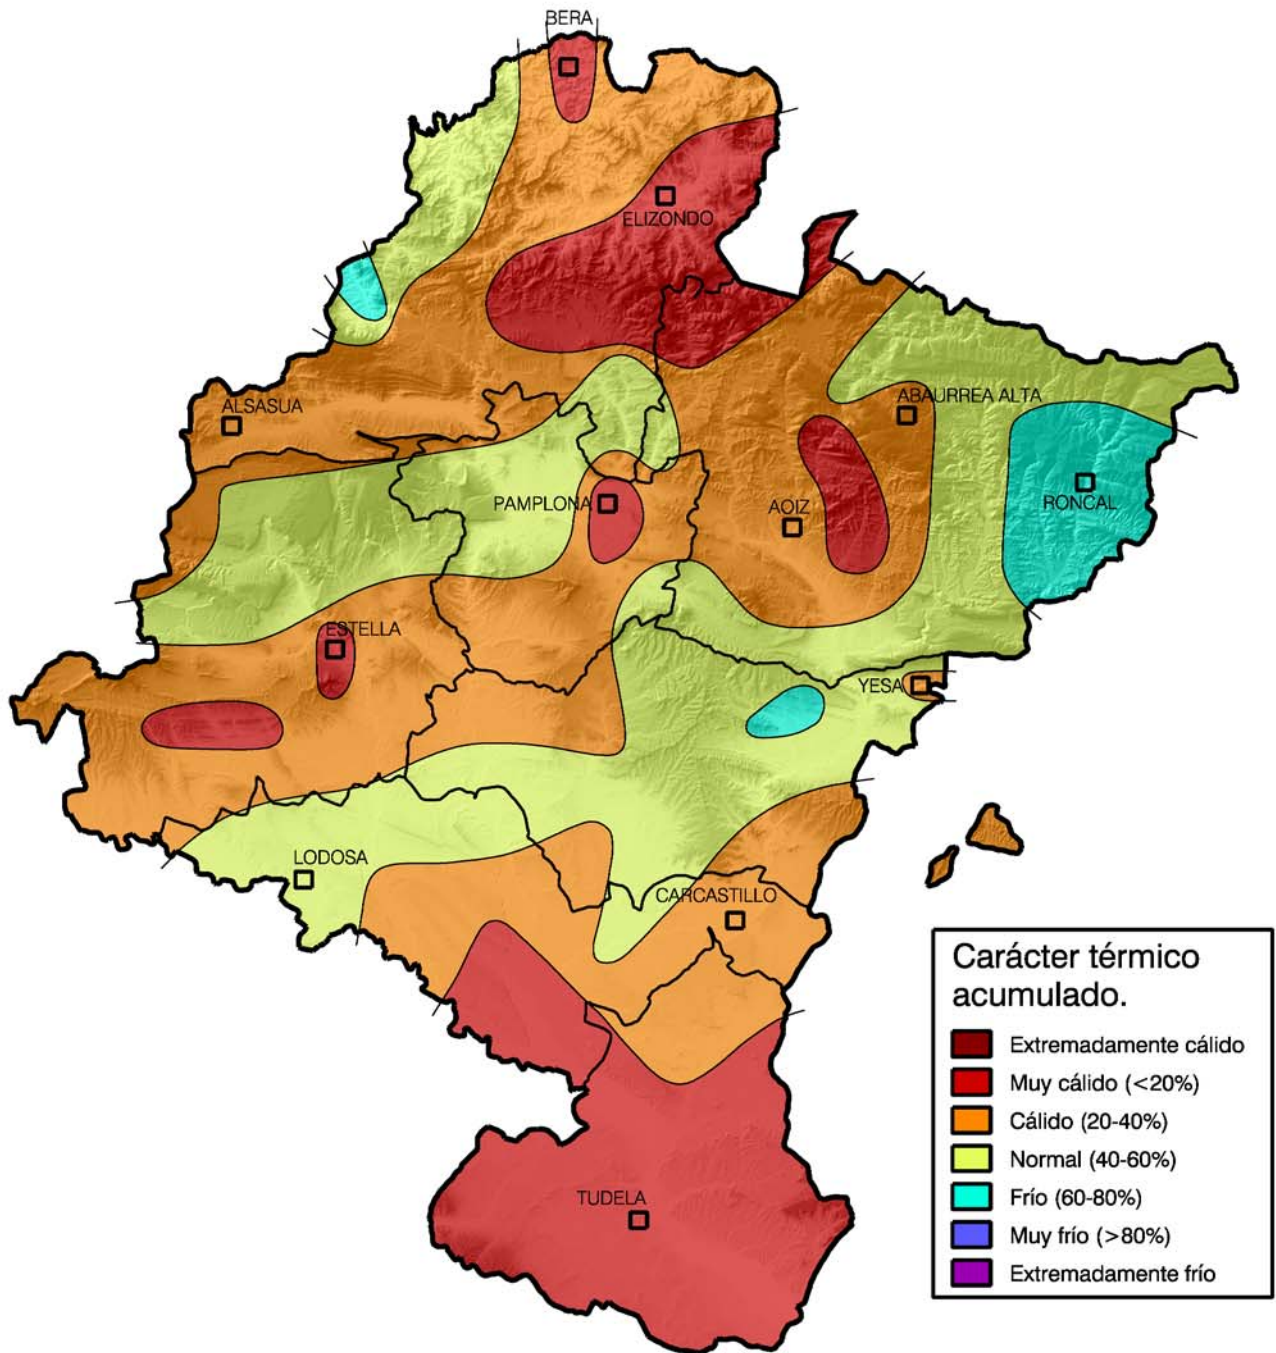 BERA
ELIZONDO
ALSASUA
ABAURREA ALTA
PAMPLONA
AOIZ
RONCAL
ESTELLA
YESA
LODOSA
CARCASTILLO
TUDELA
Carácter térmico
acumulado.
Extremadamente cálido
Muy cálido (<20%)
Cálido (20-40%)
Normal (40-60%)
Frío (60-80%)
Muy frío (>80%)
Extremadamente frío